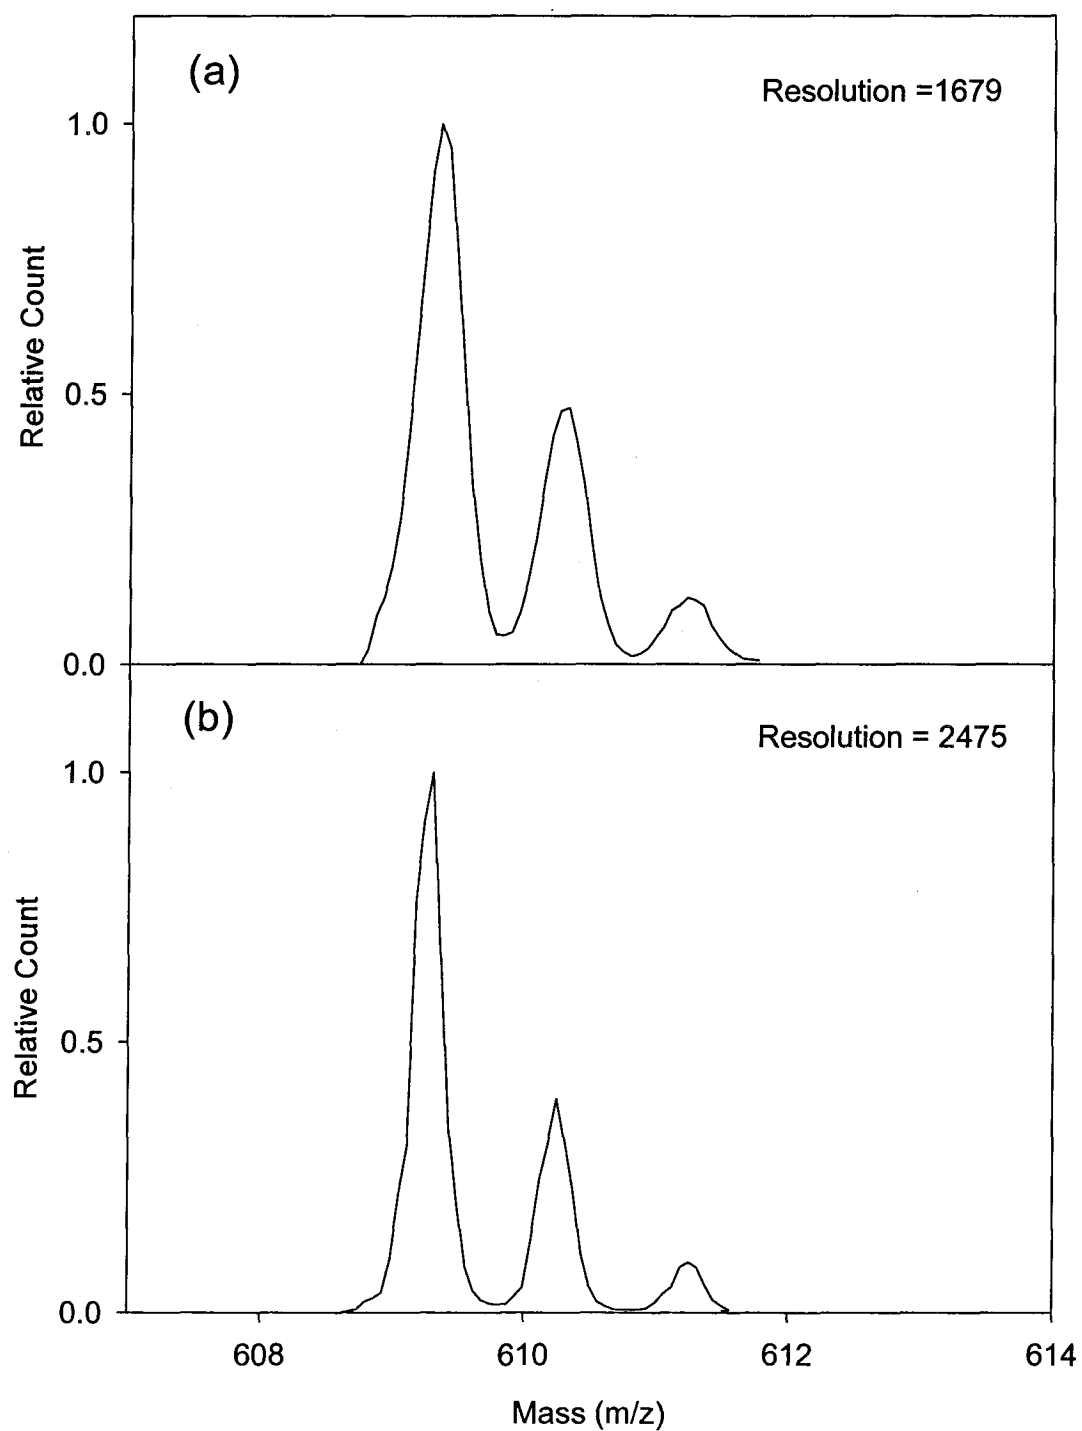 (a)
Resolution =1679
1.0
0.5
0.0
Relative Count
(b)
Resolution = 2475
1.0
0.5
0.0
Relative Count
608 610 612 614
Mass (m/z)